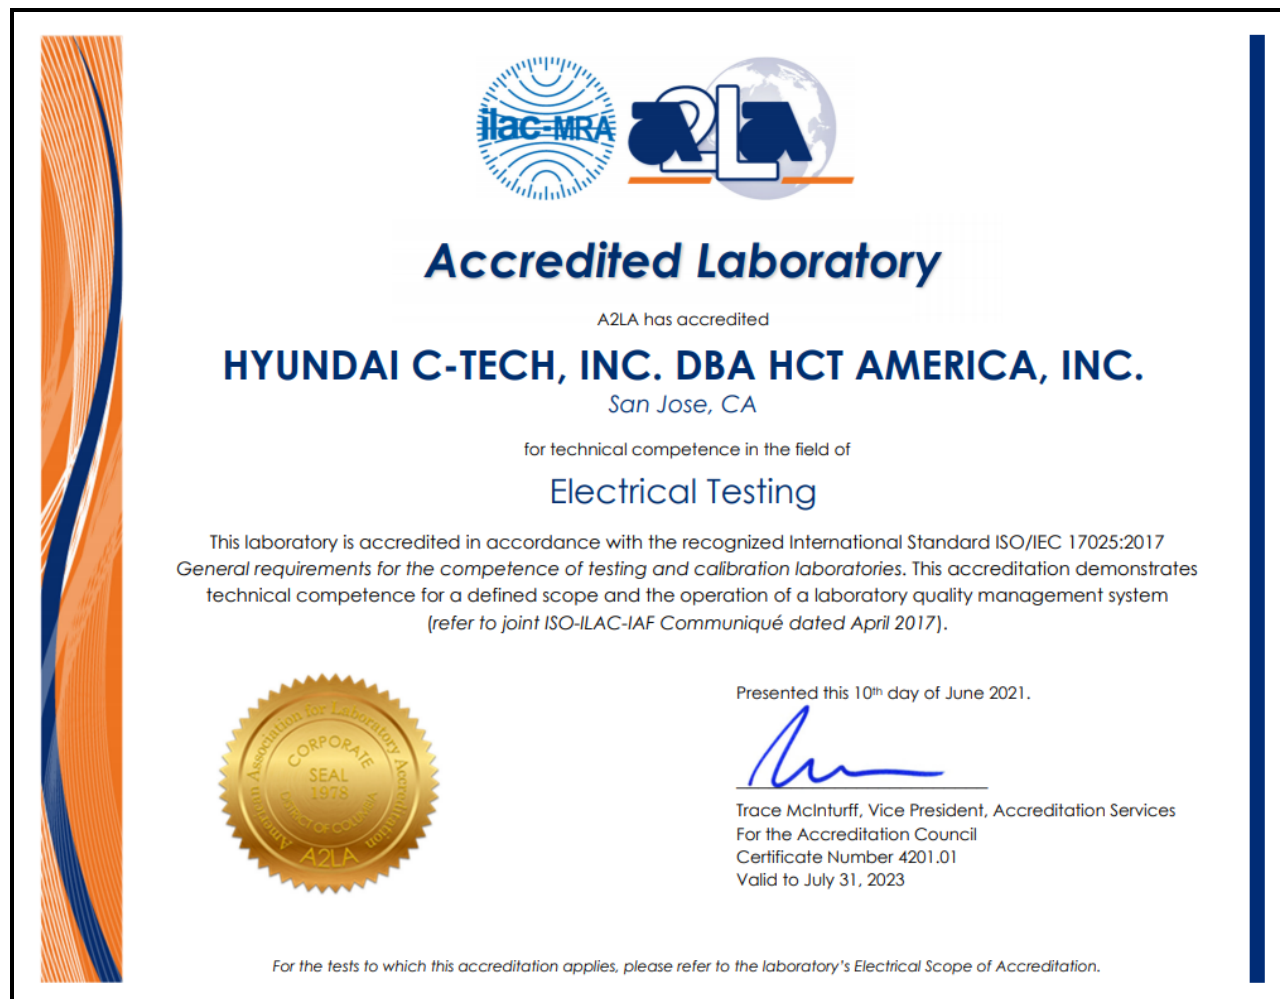 ilac-MRA
A2LA
Accredited Laboratory
A2LA has accredited
HYUNDAI C-TECH, INC. DBA HCT AMERICA, INC.
San Jose, CA
for technical competence in the field of
Electrical Testing
This laboratory is accredited in accordance with the recognized International Standard ISO/IEC 17025:2017
General requirements for the competence of testing and calibration laboratories. This accreditation demonstrates
technical competence for a defined scope and the operation of a laboratory quality management system
(refer to joint ISO-ILAC-IAF Communiqué dated April 2017).
American Association for Laboratory Accreditation
CORPORATE
SEAL
1978
DISTRICT OF COLUMBIA
A2LA
Presented this 10th day of June 2021.
Trace McInturff, Vice President, Accreditation Services
For the Accreditation Council
Certificate Number 4201.01
Valid to July 31, 2023
For the tests to which this accreditation applies, please refer to the laboratory's Electrical Scope of Accreditation.